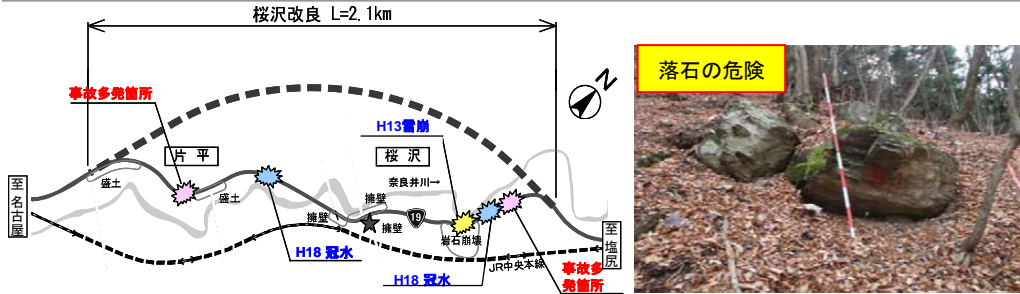 桜沢改良 L=2.1km
落石の危険
N
事故多発箇所
H13雪崩
片平
桜沢
奈良井川→
盛土
盛土
至名古屋
擁壁
擁壁
19
岩石崩壊
至塩尻
H18 冠水
H18 冠水
JR中央本線
事故多
発箇所